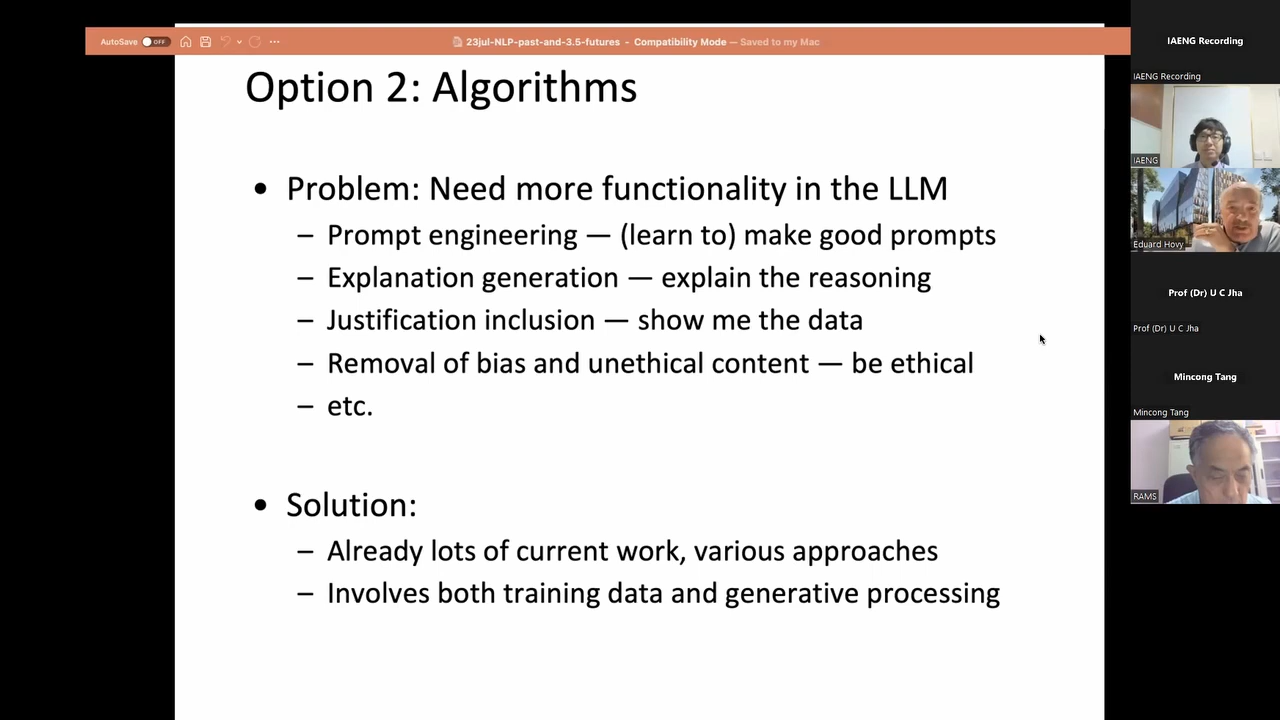 AutoSave OFF
23jul-NLP-past-and-3.5-futures - Compatibility Mode — Saved to my Mac
Option 2: Algorithms
• Problem: Need more functionality in the LLM
– Prompt engineering — (learn to) make good prompts
– Explanation generation — explain the reasoning
– Justification inclusion — show me the data
– Removal of bias and unethical content — be ethical
– etc.
• Solution:
– Already lots of current work, various approaches
– Involves both training data and generative processing
IAENG Recording
IAENG Recording
IAENG
Eduard Hovy
Prof (Dr) U C Jha
Prof (Dr) U C Jha
Mincong Tang
Mincong Tang
RAMS